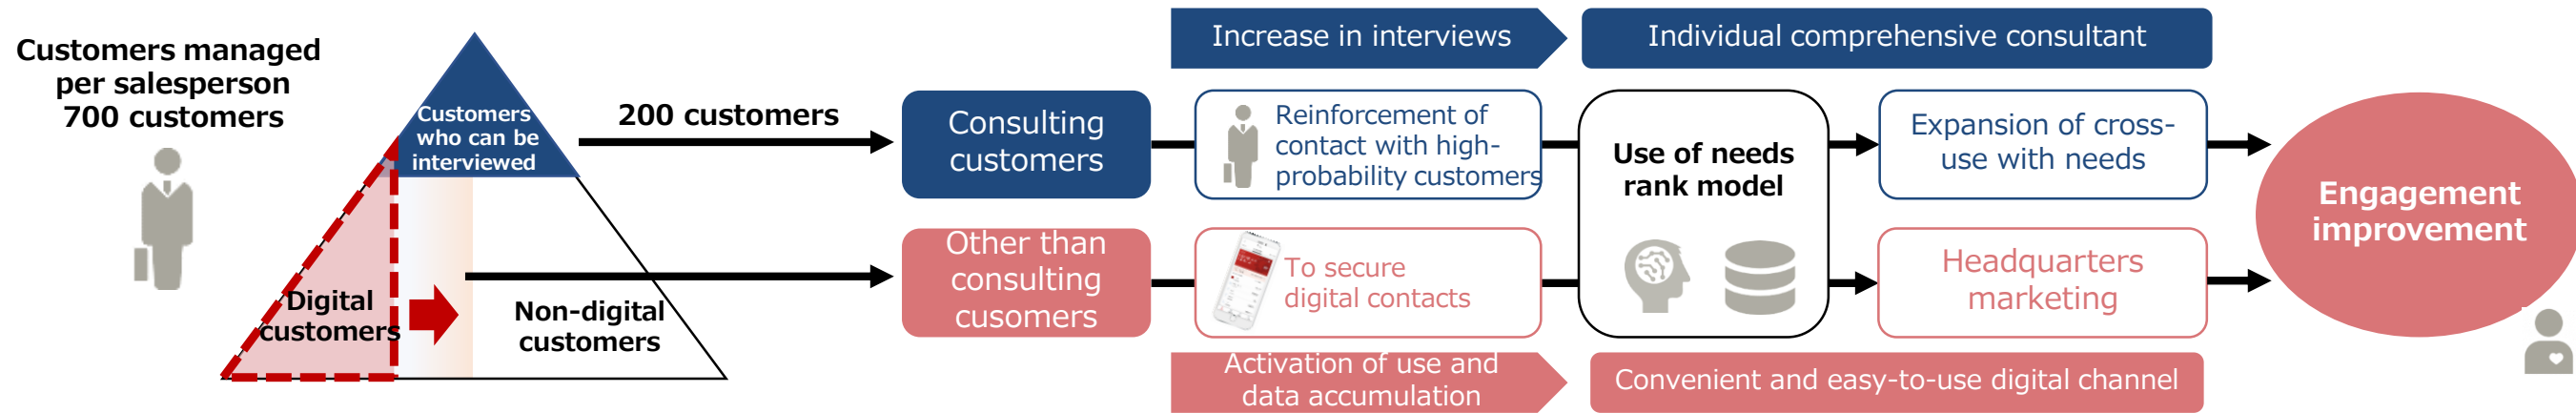 Customers managed
per salesperson
700 customers
Customers
who can be
interviewed
Digital
customers
Non-digital
customers
200 customers
Consulting
customers
Other than
consulting
cusomers
Increase in interviews
Individual comprehensive consultant
Reinforcement of
contact with high-
probability customers
To secure
digital contacts
Use of needs
rank model
Expansion of cross-
use with needs
Headquarters
marketing
Activation of use and
data accumulation
Convenient and easy-to-use digital channel
Engagement
improvement